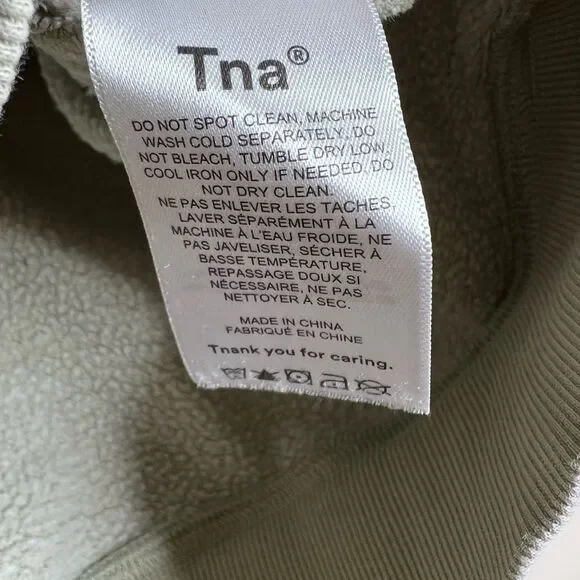 Tna®
DO NOT SPOT CLEAN, MACHINE
WASH COLD SEPARATELY, DO
NOT BLEACH, TUMBLE DRY LOW,
COOL IRON ONLY IF NEEDED, DO
NOT DRY CLEAN.
NE PAS ENLEVER LES TACHES,
LAVER SÉPARÉMENT À LA
MACHINE À L'EAU FROIDE, NE
PAS JAVELISER, SÉCHER À
BASSE TEMPÉRATURE,
REPASSAGE DOUX SI
NÉCESSAIRE, NE PAS
NETTOYER À SEC.
MADE IN CHINA
FABRIQUÉ EN CHINE
Tnank you for caring.